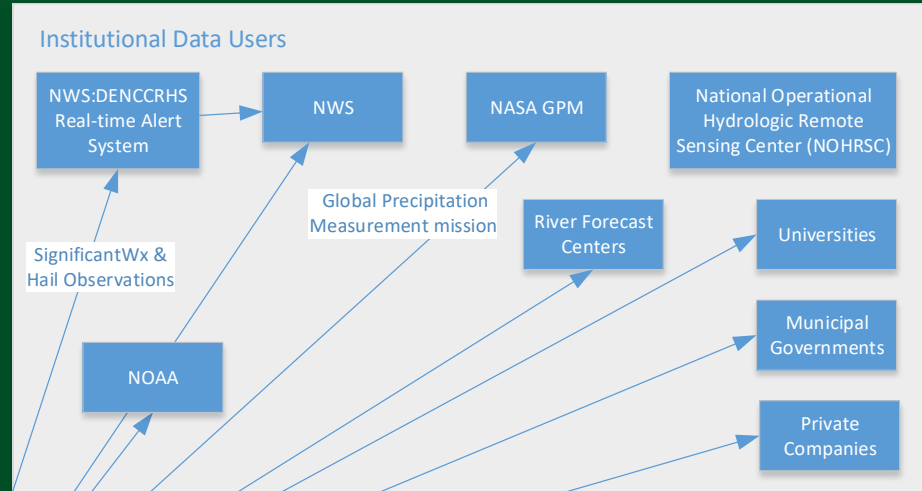 Institutional Data Users
NWS:DENCCRHS
Real-time Alert
System
NWS
NASA GPM
National Operational
Hydrologic Remote
Sensing Center (NOHRSC)
Global Precipitation
Measurement mission
River Forecast
Centers
Universities
SignificantWx &
Hail Observations
Municipal
Governments
NOAA
Private
Companies